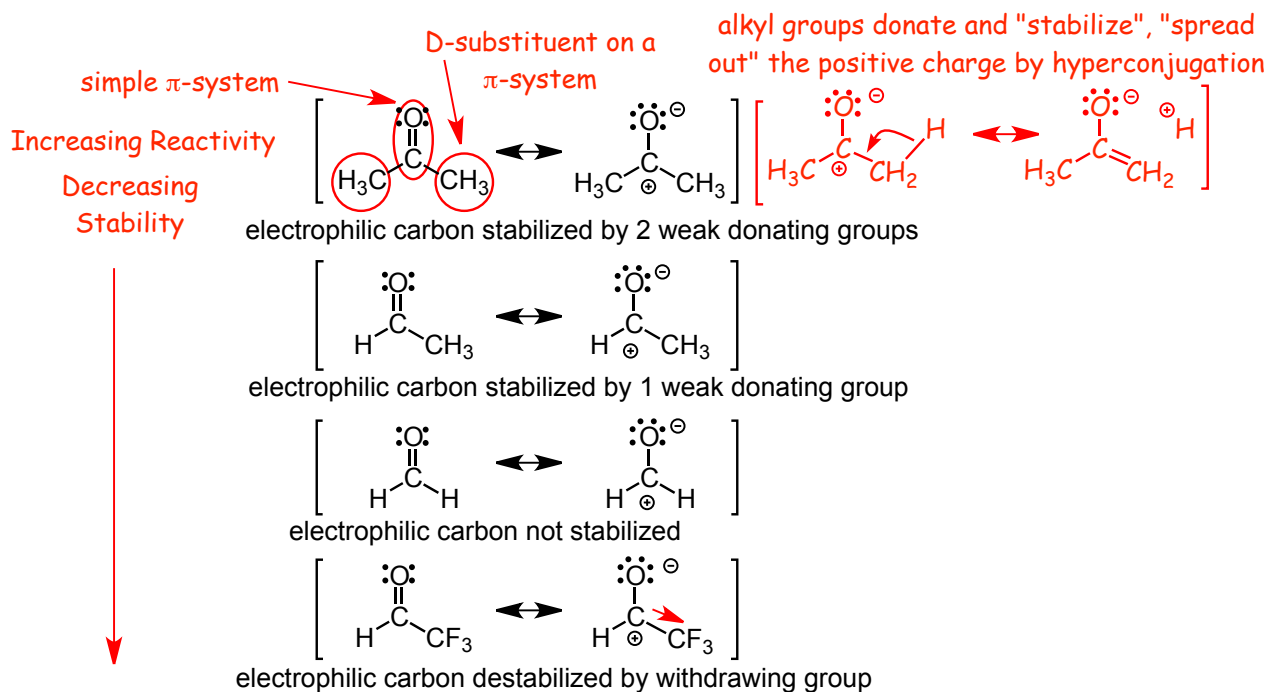 D-substituent on a
π-system
alkyl groups donate and "stabilize", "spread
out" the positive charge by hyperconjugation
simple π-system
Increasing Reactivity
Decreasing
Stability
O ⊖ O ⊖ O ⊖ ⊕
O C C H C H
H3C CH3 H3C ⊕ CH3 H3C ⊕ CH2 H3C CH2
C
electrophilic carbon stabilized by 2 weak donating groups
O O ⊖
C C
H CH3 H ⊕ CH3
electrophilic carbon stabilized by 1 weak donating group
O O ⊖
C C
H H H ⊕ H
electrophilic carbon not stabilized
O O ⊖
C C
H CF3 H ⊕ CF3
electrophilic carbon destabilized by withdrawing group